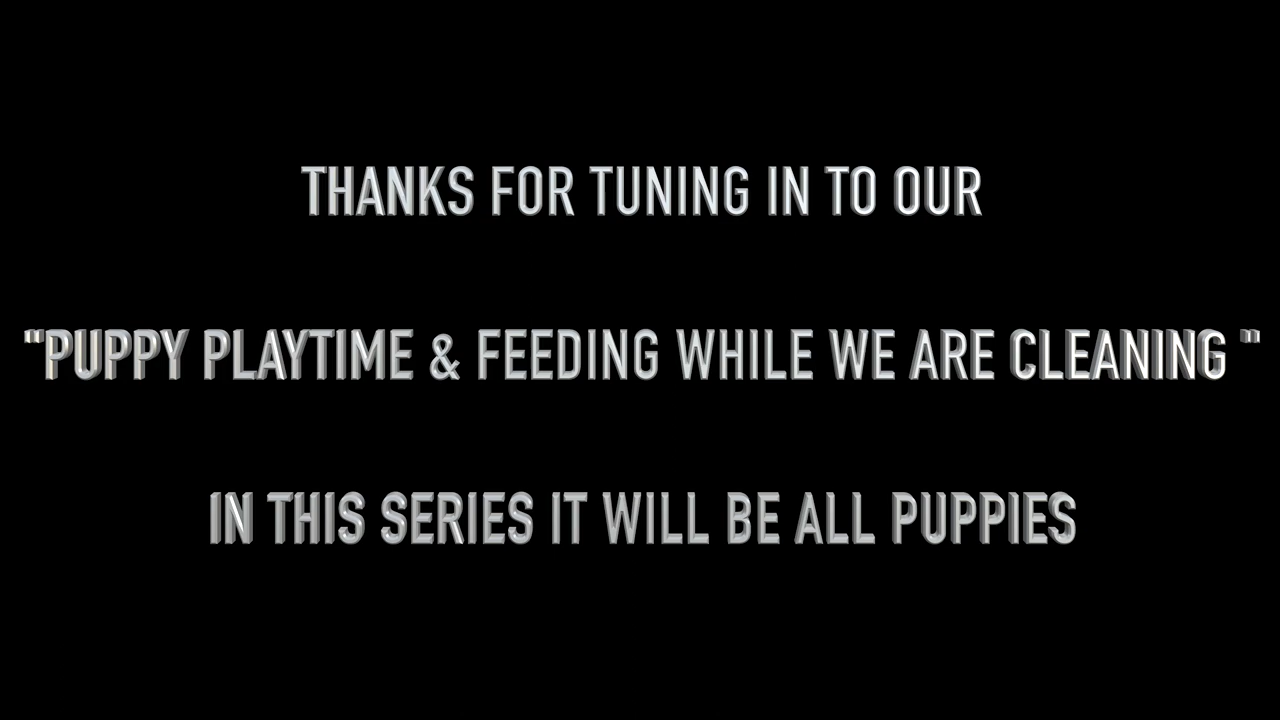 THANKS FOR TUNING IN TO OUR
"PUPPY PLAYTIME & FEEDING WHILE WE ARE CLEANING "
IN THIS SERIES IT WILL BE ALL PUPPIES